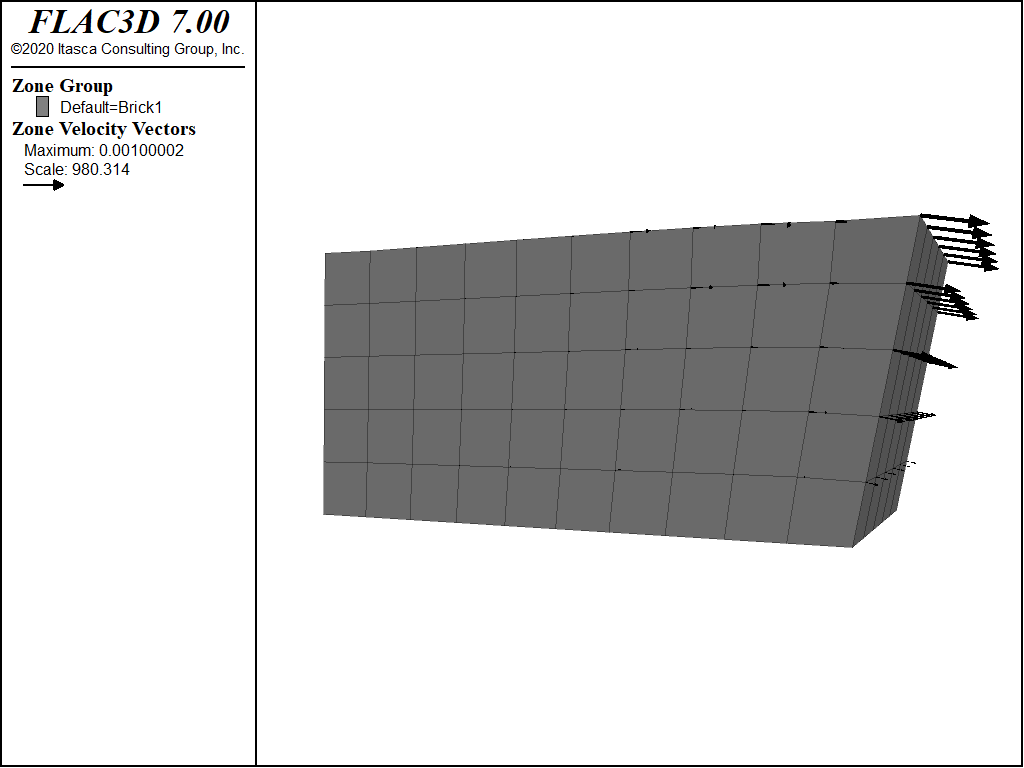 FLAC3D 7.00
©2020 Itasca Consulting Group, Inc.
Zone Group
Default=Brick1
Zone Velocity Vectors
Maximum: 0.00100002
Scale: 980.314